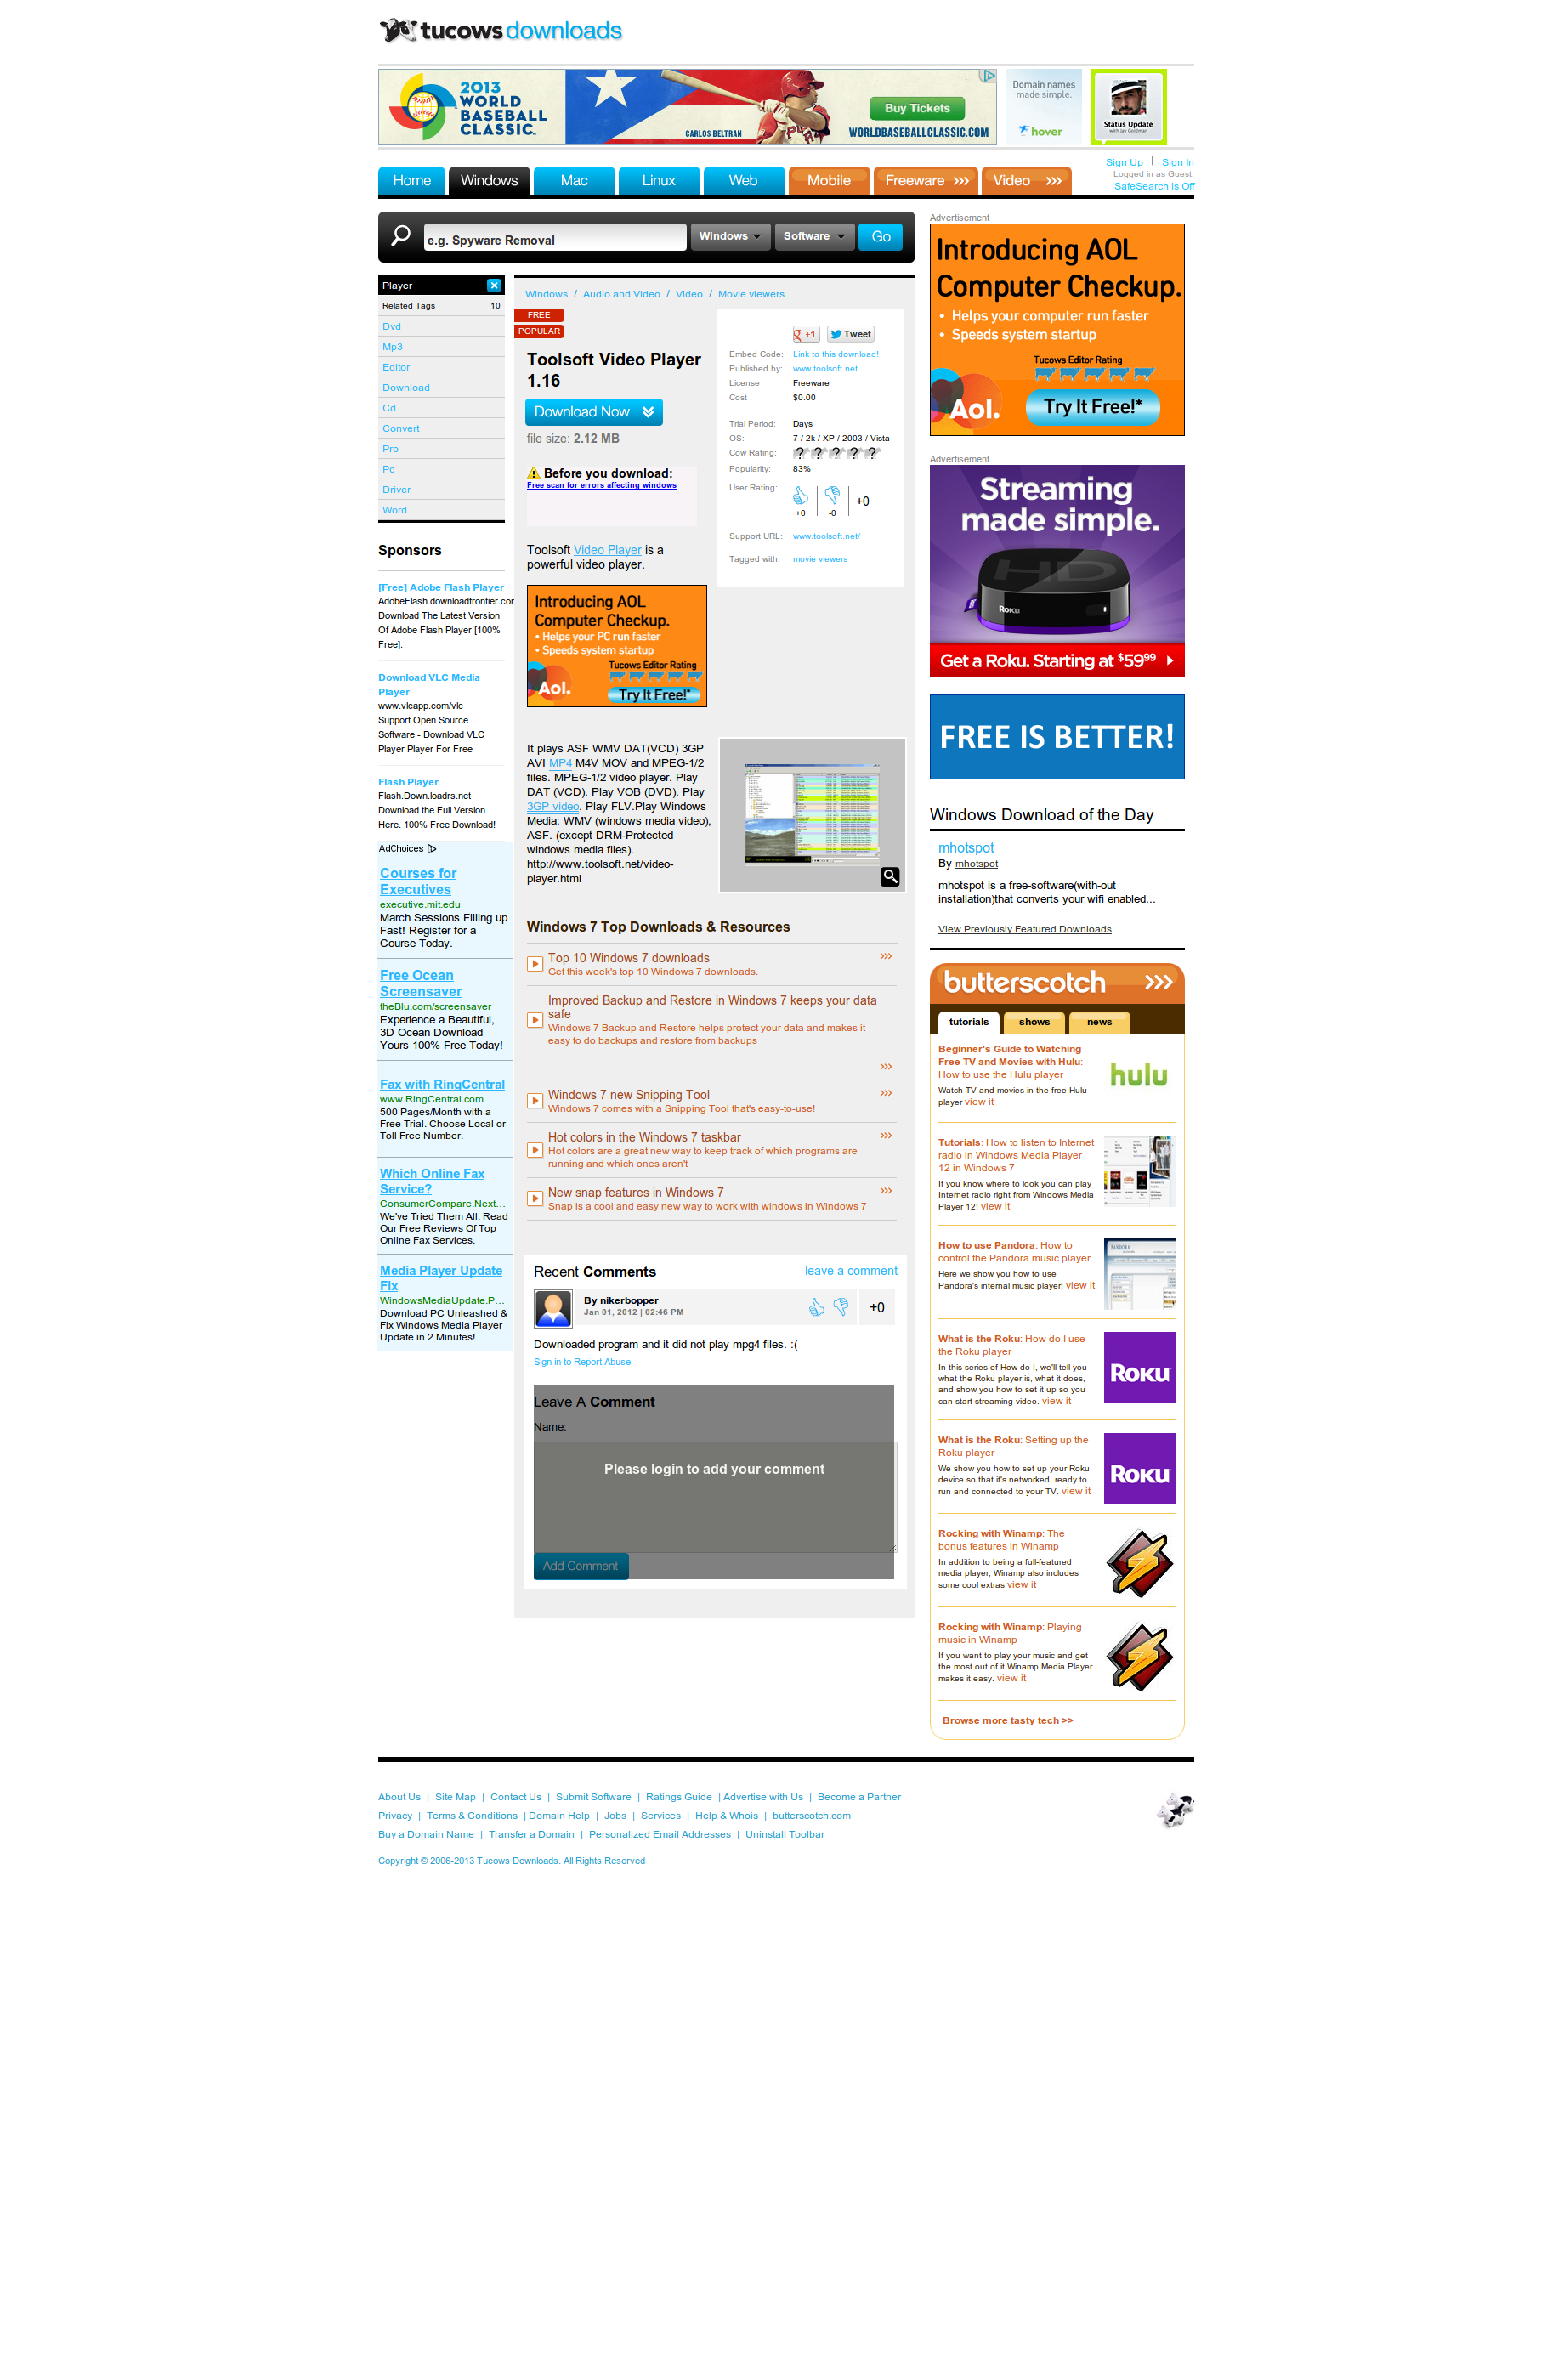 tucows downloads
2013
WORLD
BASEBALL
CLASSIC™
CARLOS BELTRAN
Buy Tickets
WORLDBASEBALLCLASSIC.COM
Domain names
made simple.
hover
Status Update
with Jay Goldman
Sign Up | Sign In
Logged in as Guest.
SafeSearch is Off
Home Windows Mac Linux Web Mobile Freeware Video
e.g. Spyware Removal
Windows Software Go
Player
Related Tags 10
Dvd
Mp3
Editor
Download
Cd
Convert
Pro
Pc
Driver
Word
Sponsors
[Free] Adobe Flash Player
AdobeFlash.downloadfrontier.cor
Download The Latest Version
Of Adobe Flash Player [100%
Free].
Download VLC Media
Player
www.vlcapp.com/vlc
Support Open Source
Software - Download VLC
Player Player For Free
Flash Player
Flash.Down.loadrs.net
Download the Full Version
Here. 100% Free Download!
AdChoices
Courses for
Executives
executive.mit.edu
March Sessions Filling up
Fast! Register for a
Course Today.
Free Ocean
Screensaver
theBlu.com/screensaver
Experience a Beautiful,
3D Ocean Download
Yours 100% Free Today!
Fax with RingCentral
www.RingCentral.com
500 Pages/Month with a
Free Trial. Choose Local or
Toll Free Number.
Which Online Fax
Service?
ConsumerCompare.Next...
We've Tried Them All. Read
Our Free Reviews Of Top
Online Fax Services.
Media Player Update
Fix
WindowsMediaUpdate.P...
Download PC Unleashed &
Fix Windows Media Player
Update in 2 Minutes!
Windows / Audio and Video / Video / Movie viewers
FREE
POPULAR
Toolsoft Video Player
1.16
Download Now
file size: 2.12 MB
Before you download:
Free scan for errors affecting windows
Toolsoft Video Player is a
powerful video player.
+1 Tweet
Embed Code: Link to this download!
Published by: www.toolsoft.net
License Freeware
Cost $0.00
Trial Period: Days
OS: 7 / 2k / XP / 2003 / Vista
Cow Rating: ? ? ? ? ?
Popularity: 83%
User Rating:
+0 -0 +0
Support URL: www.toolsoft.net/
Tagged with: movie viewers
Introducing AOL
Computer Checkup.
• Helps your PC run faster
• Speeds system startup
Tucows Editor Rating
Aol.
Try It Free!*
It plays ASF WMV DAT(VCD) 3GP
AVI MP4 M4V MOV and MPEG-1/2
files. MPEG-1/2 video player. Play
DAT (VCD). Play VOB (DVD). Play
3GP video. Play FLV.Play Windows
Media: WMV (windows media video),
ASF. (except DRM-Protected
windows media files).
http://www.toolsoft.net/video-
player.html
Windows 7 Top Downloads & Resources
Top 10 Windows 7 downloads
Get this week's top 10 Windows 7 downloads.
Improved Backup and Restore in Windows 7 keeps your data
safe
Windows 7 Backup and Restore helps protect your data and makes it
easy to do backups and restore from backups
Windows 7 new Snipping Tool
Windows 7 comes with a Snipping Tool that's easy-to-use!
Hot colors in the Windows 7 taskbar
Hot colors are a great new way to keep track of which programs are
running and which ones aren't
New snap features in Windows 7
Snap is a cool and easy new way to work with windows in Windows 7
Recent Comments leave a comment
By nikerbopper
Jan 01, 2012 | 02:46 PM
+0
Downloaded program and it did not play mpg4 files. :(
Sign in to Report Abuse
Leave A Comment
Name:
Please login to add your comment
Add Comment
Advertisement
Introducing AOL
Computer Checkup.
• Helps your computer run faster
• Speeds system startup
Tucows Editor Rating
Aol.
Try It Free!*
Advertisement
Streaming
made simple.
HD
ROKU
Get a Roku. Starting at $59⁹⁹
FREE IS BETTER!
Windows Download of the Day
mhotspot
By mhotspot
mhotspot is a free-software(with-out
installation)that converts your wifi enabled...
View Previously Featured Downloads
butterscotch
tutorials shows news
Beginner's Guide to Watching
Free TV and Movies with Hulu:
How to use the Hulu player
Watch TV and movies in the free Hulu
player view it
hulu
Tutorials: How to listen to Internet
radio in Windows Media Player
12 in Windows 7
If you know where to look you can play
Internet radio right from Windows Media
Player 12! view it
How to use Pandora: How to
control the Pandora music player
Here we show you how to use
Pandora's internal music player! view it
PANDORA
What is the Roku: How do I use
the Roku player
In this series of How do I, we'll tell you
what the Roku player is, what it does,
and show you how to set it up so you
can start streaming video. view it
ROKU
What is the Roku: Setting up the
Roku player
We show you how to set up your Roku
device so that it's networked, ready to
run and connected to your TV. view it
ROKU
Rocking with Winamp: The
bonus features in Winamp
In addition to being a full-featured
media player, Winamp also includes
some cool extras view it
Rocking with Winamp: Playing
music in Winamp
If you want to play your music and get
the most out of it Winamp Media Player
makes it easy. view it
Browse more tasty tech >>
About Us | Site Map | Contact Us | Submit Software | Ratings Guide | Advertise with Us | Become a Partner
Privacy | Terms & Conditions | Domain Help | Jobs | Services | Help & Whois | butterscotch.com
Buy a Domain Name | Transfer a Domain | Personalized Email Addresses | Uninstall Toolbar
Copyright © 2006-2013 Tucows Downloads. All Rights Reserved